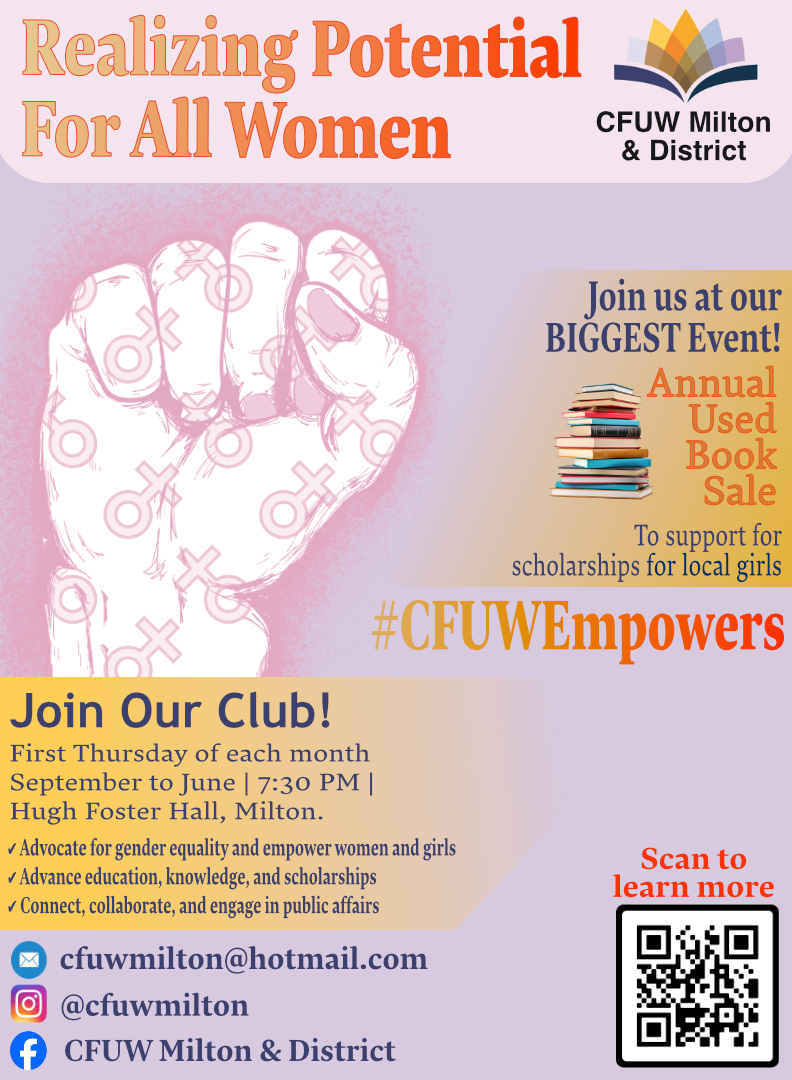 Realizing Potential
For All Women
CFUW Milton
& District
Join us at our
BIGGEST Event!
Annual
Used
Book
Sale
To support for
scholarships for local girls
#CFUWEmpowers
Join Our Club!
First Thursday of each month
September to June | 7:30 PM |
Hugh Foster Hall, Milton.
✓ Advocate for gender equality and empower women and girls
✓ Advance education, knowledge, and scholarships
✓ Connect, collaborate, and engage in public affairs
Scan to
learn more
cfuwmilton@hotmail.com
@cfuwmilton
CFUW Milton & District